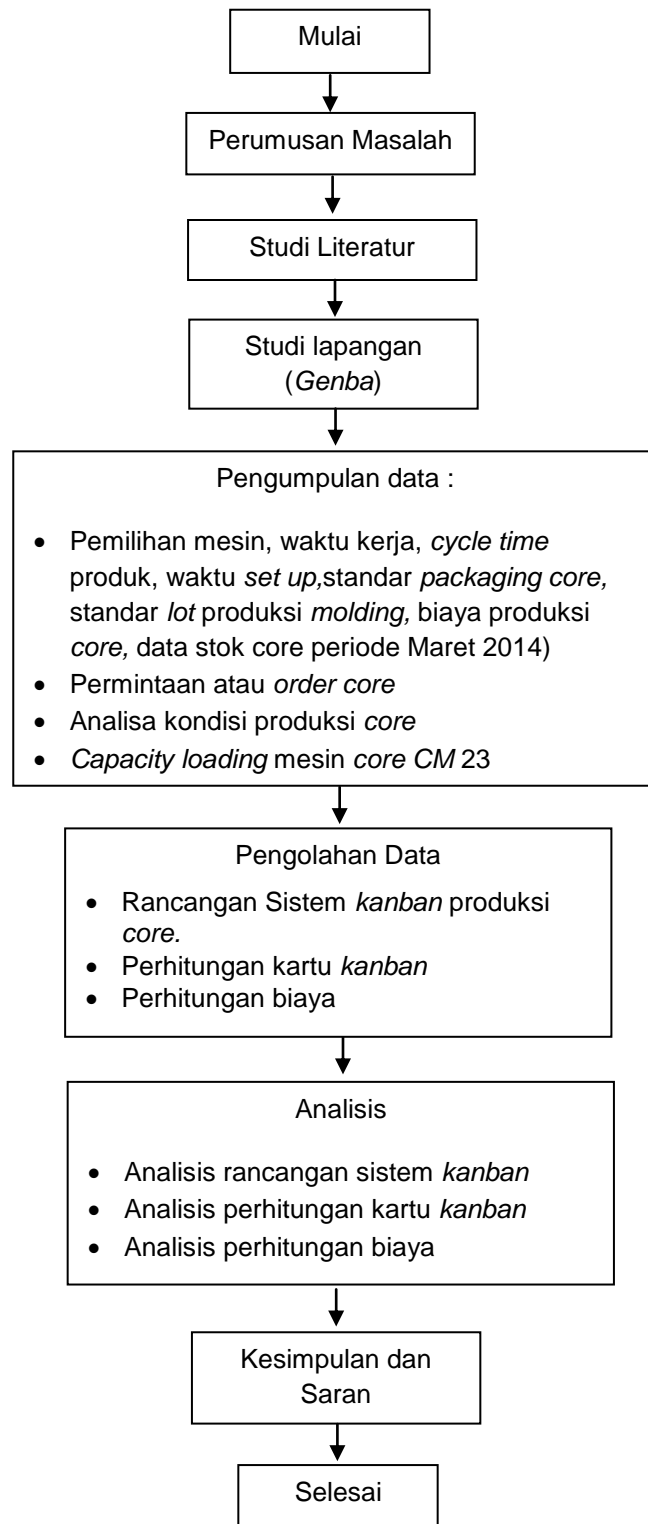 Mulai
Perumusan Masalah
Studi Literatur
Studi lapangan
(Genba)
Pengumpulan data :
• Pemilihan mesin, waktu kerja, cycle time
produk, waktu set up,standar packaging core,
standar lot produksi molding, biaya produksi
core, data stok core periode Maret 2014)
• Permintaan atau order core
• Analisa kondisi produksi core
• Capacity loading mesin core CM 23
Pengolahan Data
• Rancangan Sistem kanban produksi
core.
• Perhitungan kartu kanban
• Perhitungan biaya
Analisis
• Analisis rancangan sistem kanban
• Analisis perhitungan kartu kanban
• Analisis perhitungan biaya
Kesimpulan dan
Saran
Selesai